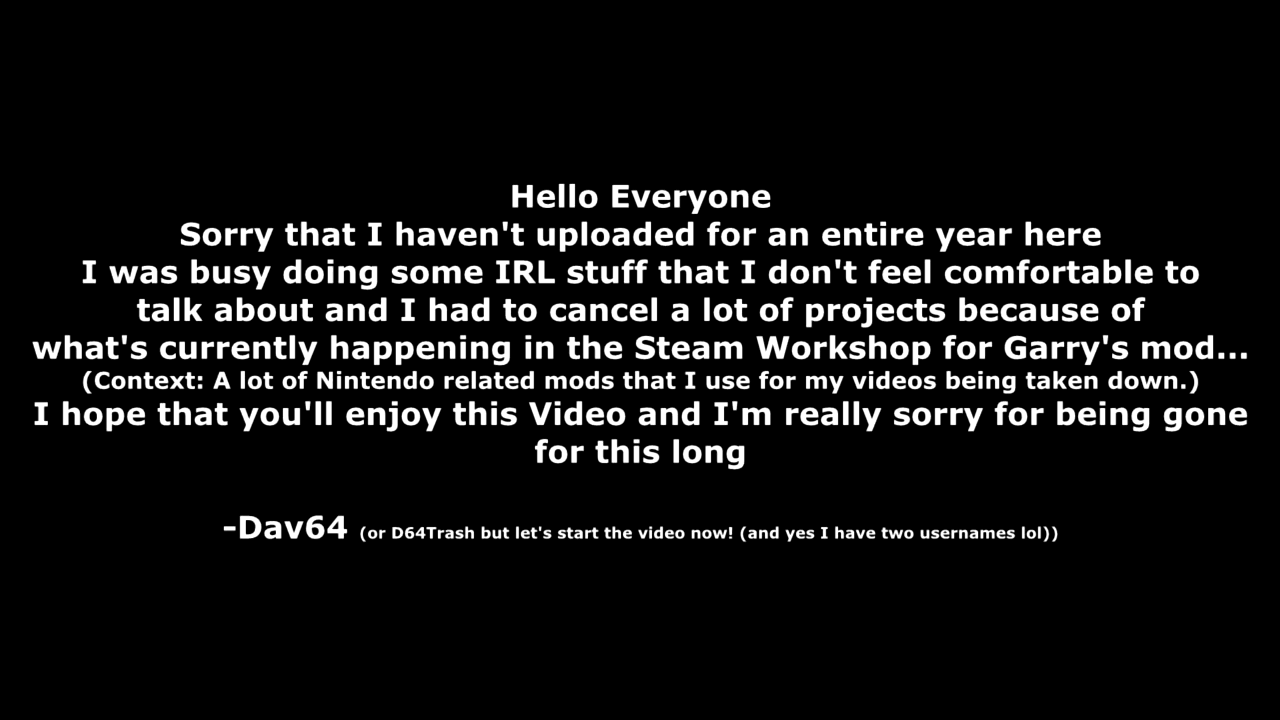 Hello Everyone
Sorry that I haven't uploaded for an entire year here
I was busy doing some IRL stuff that I don't feel comfortable to
talk about and I had to cancel a lot of projects because of
what's currently happening in the Steam Workshop for Garry's mod...
(Context: A lot of Nintendo related mods that I use for my videos being taken down.)
I hope that you'll enjoy this Video and I'm really sorry for being gone
for this long
-Dav64 (or D64Trash but let's start the video now! (and yes I have two usernames lol))